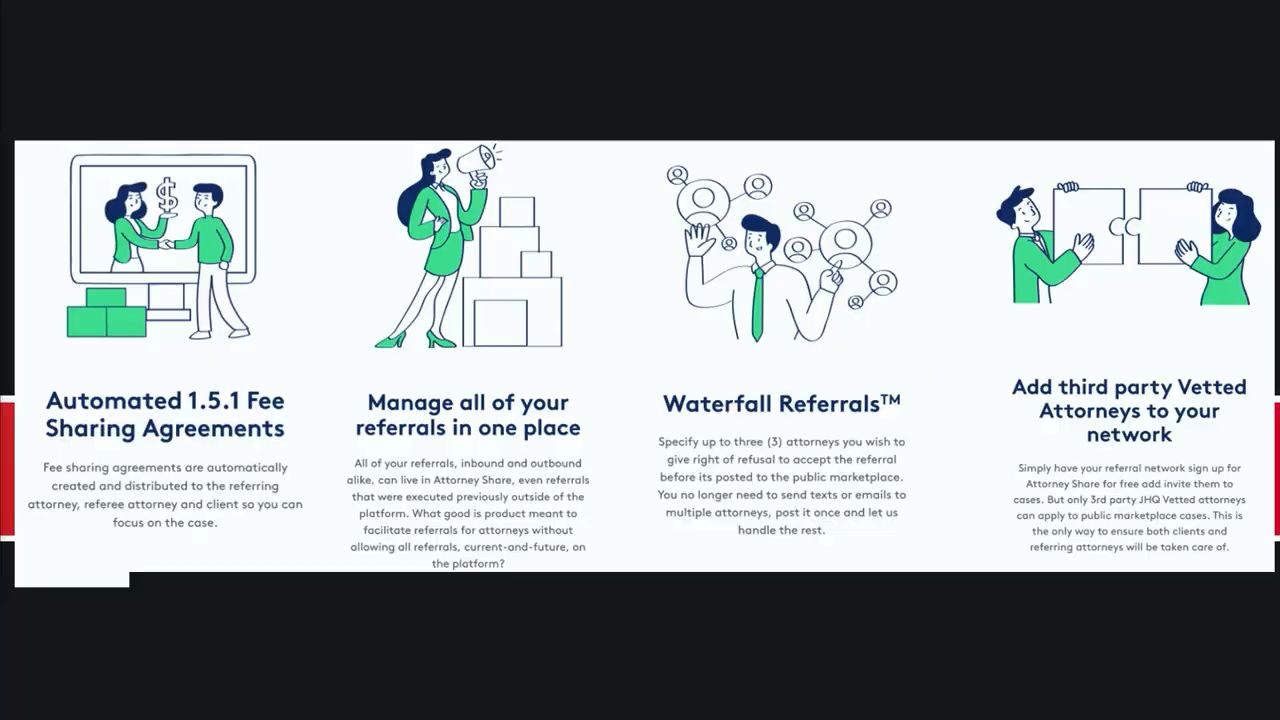 Automated 1.5.1 Fee
Sharing Agreements
Fee sharing agreements are automatically
created and distributed to the referring
attorney, referee attorney and client so you can
focus on the case.
Manage all of your
referrals in one place
All of your referrals, inbound and outbound
alike, can live in Attorney Share, even referrals
that were executed previously outside of the
platform. What good is product meant to
facilitate referrals for attorneys without
allowing all referrals, current-and-future, on
the platform?
Waterfall Referrals™
Specify up to three (3) attorneys you wish to
give right of refusal to accept the referral
before its posted to the public marketplace.
You no longer need to send texts or emails to
multiple attorneys, post it once and let us
handle the rest.
Add third party Vetted
Attorneys to your
network
Simply have your referral network sign up for
Attorney Share for free add invite them to
cases. But only 3rd party JHQ Vetted attorneys
can apply to public marketplace cases. This is
the only way to ensure both clients and
referring attorneys will be taken care of.